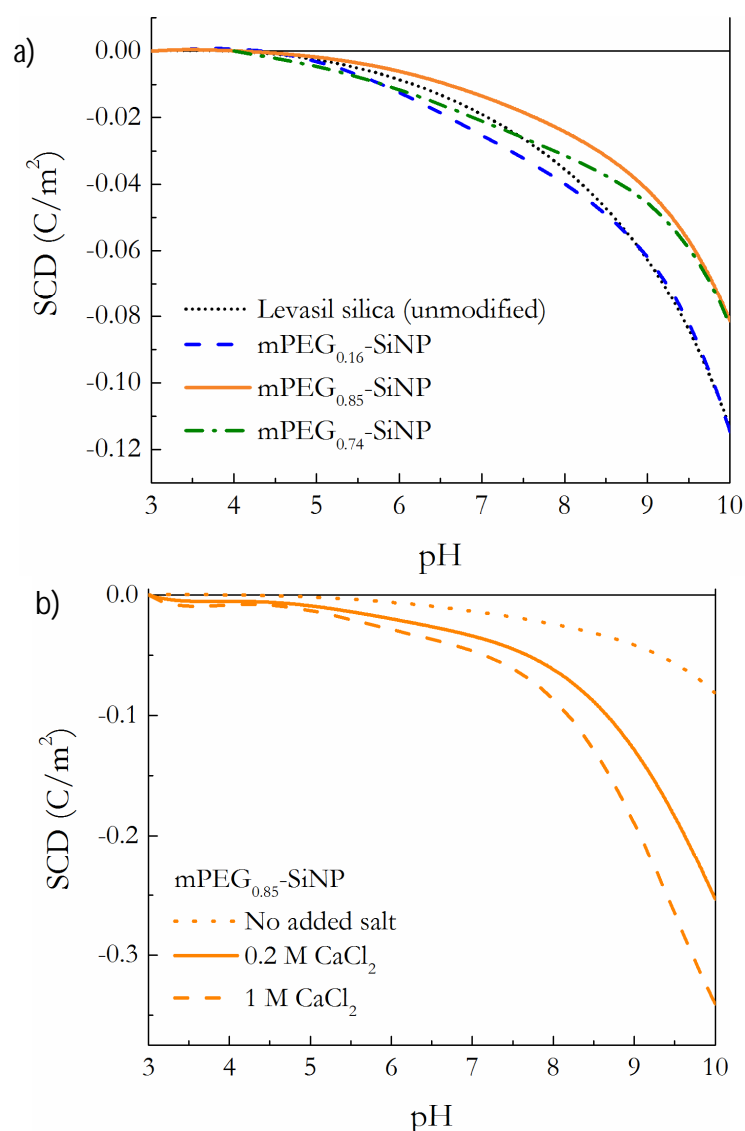 a)
0.00
-0.02
-0.04
-0.06
-0.08
-0.10
-0.12
SCD (C/m²)
Levasil silica (unmodified)
mPEG₀.₁₆-SiNP
mPEG₀.₈₅-SiNP
mPEG₀.₇₄-SiNP
3 4 5 6 7 8 9 10
pH
b)
0.0
-0.1
-0.2
-0.3
SCD (C/m²)
mPEG₀.₈₅-SiNP
No added salt
0.2 M CaCl₂
1 M CaCl₂
3 4 5 6 7 8 9 10
pH